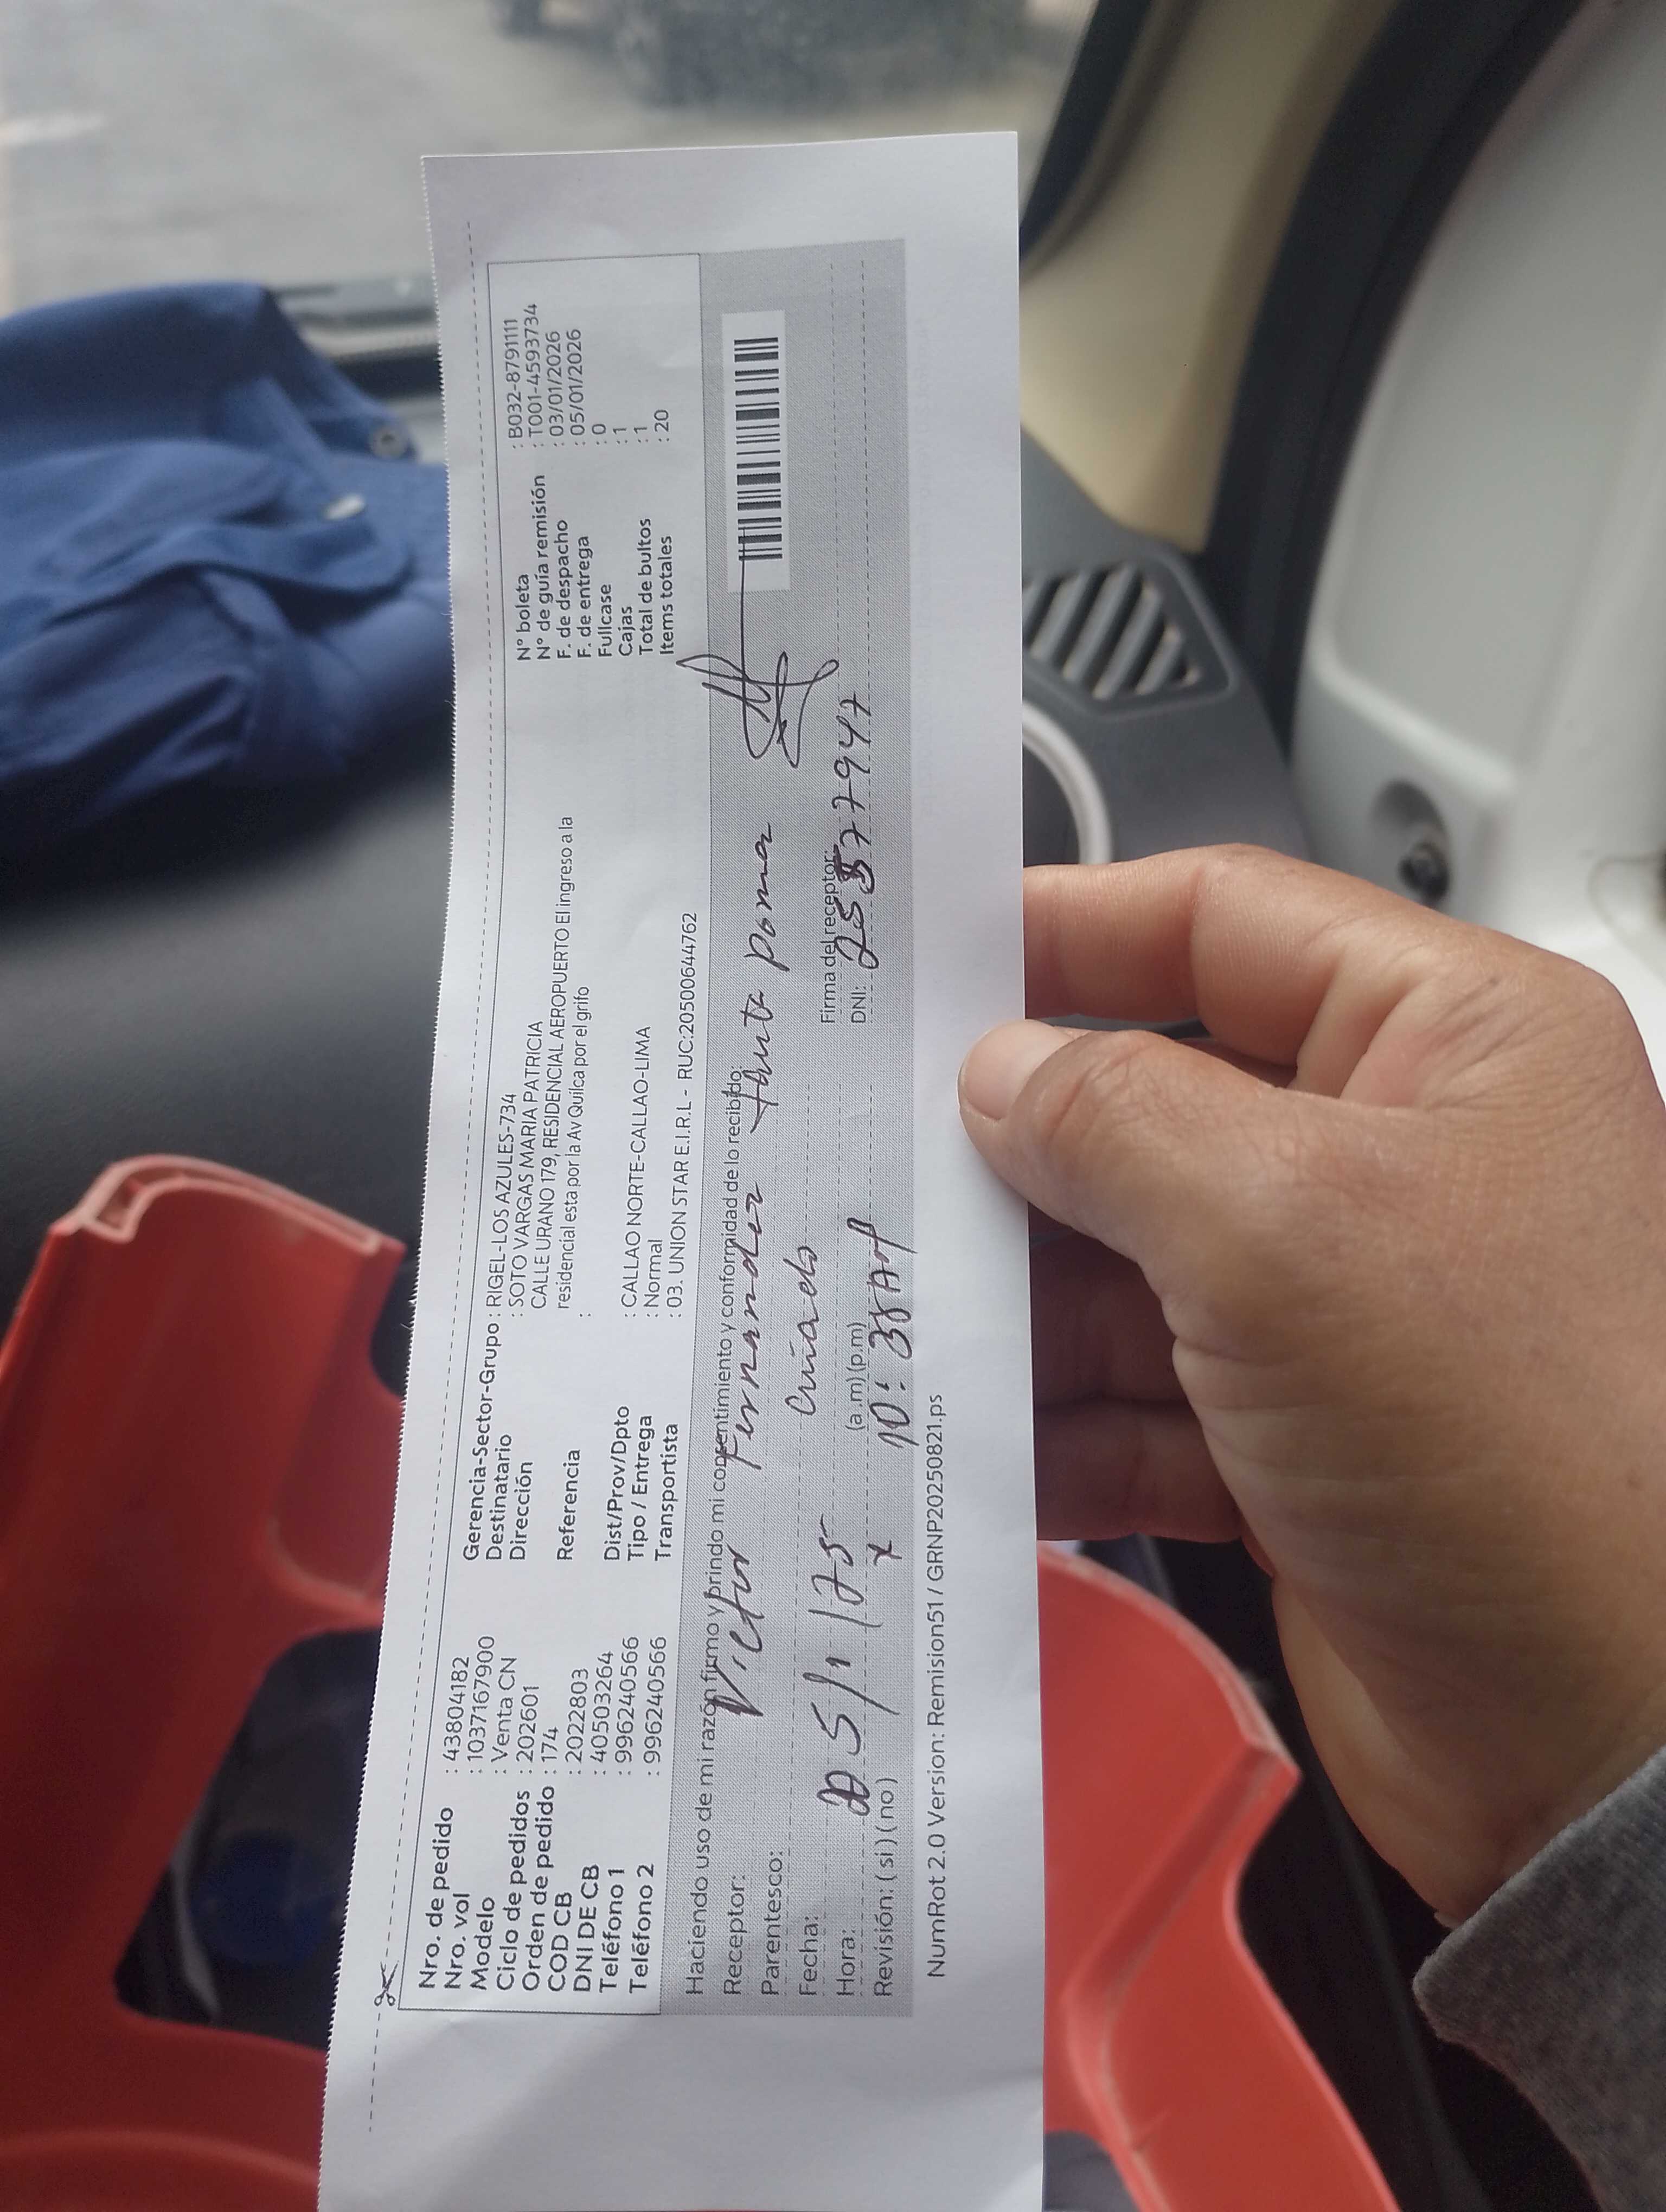 Nro. de pedido : 43804182
Nro. vol : 1037167900
Modelo : Venta CN
Ciclo de pedidos : 202601
Orden de pedido : 174
COD CB : 2022803
DNI DE CB : 40503264
Teléfono 1 : 996240566
Teléfono 2 : 996240566
Gerencia-Sector-Grupo : RIGEL-LOS AZULES-734
Destinatario : SOTO VARGAS MARIA PATRICIA
Dirección CALLE URANO 179, RESIDENCIAL AEROPUERTO El ingreso a la
residencial esta por la Av Quilca por el grifo
Referencia :
Dist/Prov/Dpto : CALLAO NORTE-CALLAO-LIMA
Tipo / Entrega : Normal
Transportista : 03. UNION STAR E.I.R.L - RUC:20500644762
N° boleta : B032-8791111
N° de guía remisión : T001-4593734
F. de despacho : 03/01/2026
F. de entrega : 05/01/2026
Fullcase : 0
Cajas : 1
Total de bultos : 1
Items totales : 20
Haciendo uso de mi razón firmo y brindo mi consentimiento y conformidad de lo recibido:
Receptor: Victor Fernandez Poma
Parentesco: Cuñado
Fecha: 5/1/
Hora: (a .m) (p.m) 10:
Revisión: ( si ) ( no ) x
Firma del receptor:
DNI:
NumRot 2.0 Version: Remision51 / GRNP20250821.ps